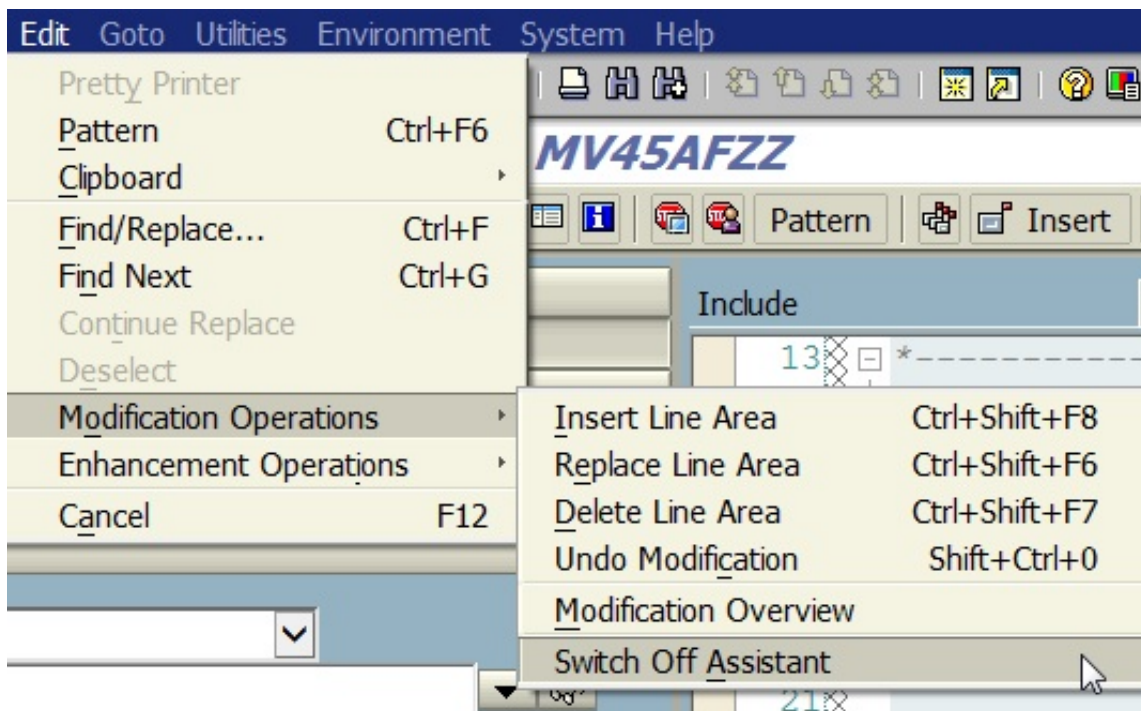 Edit Goto Utilities Environment System Help
Pretty Printer
Pattern Ctrl+F6
MV45AFZZ
Clipboard
Find/Replace... Ctrl+F
Pattern Insert
Find Next Ctrl+G
Include
Continue Replace
13 *-----------
Deselect
Modification Operations
Insert Line Area Ctrl+Shift+F8
Enhancement Operations
Replace Line Area Ctrl+Shift+F6
Cancel F12
Delete Line Area Ctrl+Shift+F7
Undo Modification Shift+Ctrl+0
Modification Overview
Switch Off Assistant
21